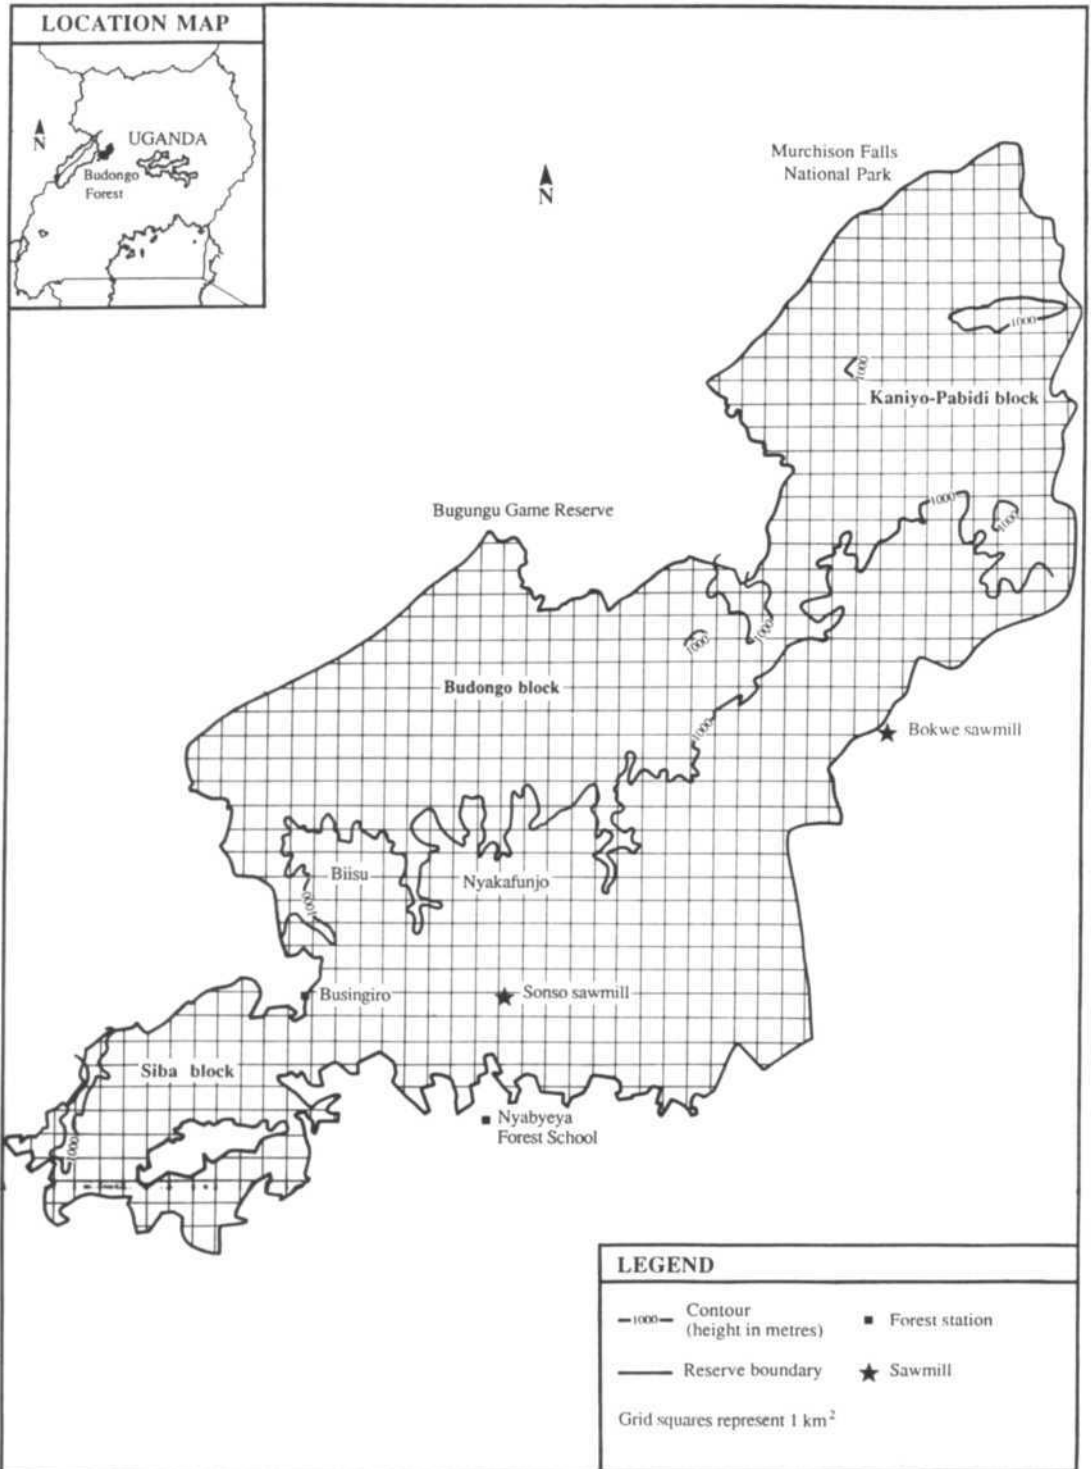 LOCATION MAP
N
UGANDA
Budongo
Forest
N
Murchison Falls
National Park
1000
1000
Kaniyo-Pabidi block
1000
1000
Bugungu Game Reserve
1000
1000
Budongo block
1000
Bokwe sawmill
Biisu
Nyakafunjo
1000
Busingiro
Sonso sawmill
Siba block
Nyabyeya
Forest School
1000
LEGEND
1000
Contour
(height in metres)
Forest station
Reserve boundary
Sawmill
Grid squares represent 1 km²